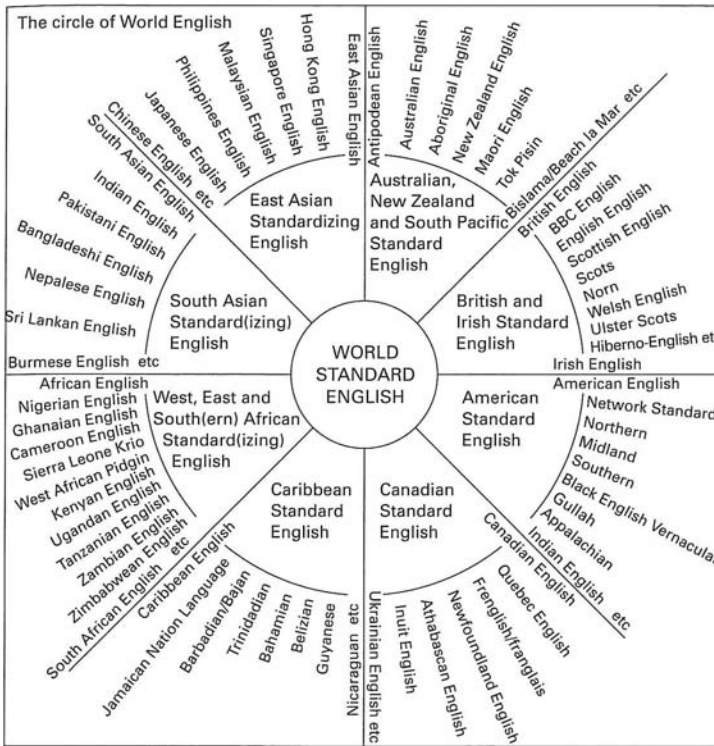 The circle of World English
WORLD
STANDARD
ENGLISH
East Asian
Standardizing
English
Chinese English etc
Japanese English
Philippines English
Malaysian English
Singapore English
Hong Kong English
East Asian English
Australian,
New Zealand
and South Pacific
Standard
English
Antipodean English
Australian English
Aboriginal English
New Zealand English
Maori English
Tok Pisin
Bislama/Beach la Mar etc
British and
Irish Standard
English
British English
BBC English
English English
Scottish English
Scots
Norn
Welsh English
Ulster Scots
Hiberno-English et
Irish English
American
Standard
English
American English
Network Standard
Northern
Midland
Southern
Black English Vernacular
Gullah
Appalachian
Indian English etc
Canadian
Standard
English
Canadian English
Quebec English
Frenglish/franglais
Newfoundland English
Athabascan English
Inuit English
Ukrainian English etc
Caribbean
Standard
English
Caribbean English
Jamaican Nation Language
Barbadian/Bajan
Trinidadian
Bahamian
Belizian
Guyanese
Nicaraguan etc
West, East and
South(ern) African
Standard(izing)
English
African English
Nigerian English
Ghanaian English
Cameroon English
Sierra Leone Krio
West African Pidgin
Kenyan English
Ugandan English
Tanzanian English
Zambian English
Zimbabwean English
South African English etc
South Asian
Standard(izing)
English
South Asian English
Indian English
Pakistani English
Bangladeshi English
Nepalese English
Sri Lankan English
Burmese English etc